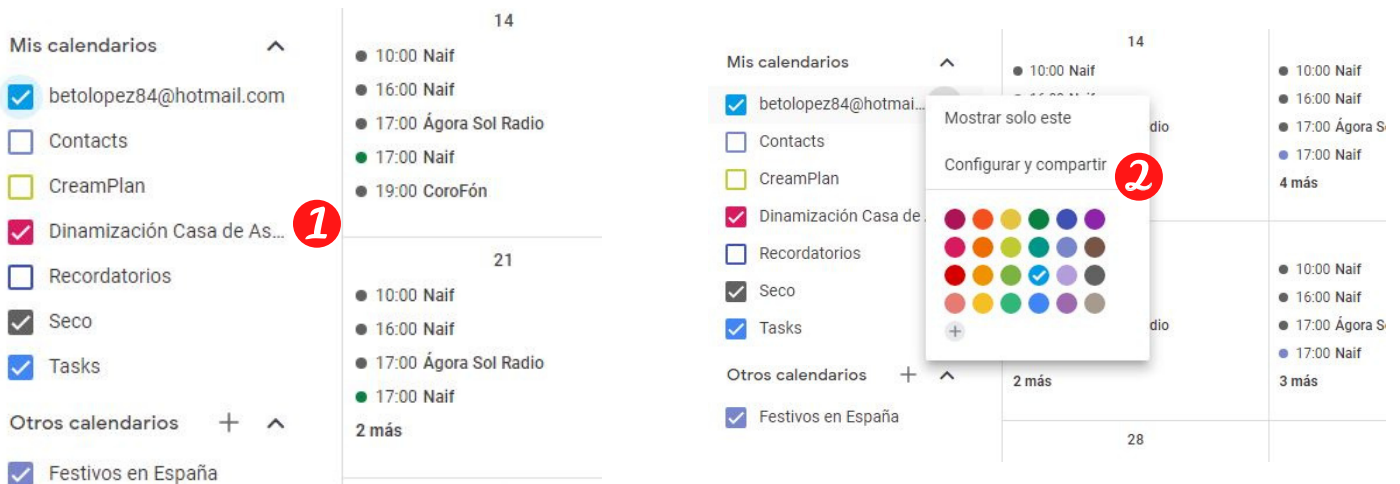 Mis calendarios
betolopez84@hotmail.com
Contacts
CreamPlan
Dinamización Casa de As...
Recordatorios
Seco
Tasks
Otros calendarios
Festivos en España
1
14
10:00 Naif
16:00 Naif
17:00 Ágora Sol Radio
17:00 Naif
19:00 CoroFón
21
10:00 Naif
16:00 Naif
17:00 Ágora Sol Radio
17:00 Naif
2 más
Mis calendarios
betolopez84@hotmai...
Contacts
CreamPlan
Dinamización Casa de
Recordatorios
Seco
Tasks
Otros calendarios
Festivos en España
Mostrar solo este
Configurar y compartir
2
14
10:00 Naif
dio
dio
2 más
28
10:00 Naif
16:00 Naif
17:00 Ágora S
17:00 Naif
4 más
10:00 Naif
16:00 Naif
17:00 Ágora S
17:00 Naif
3 más